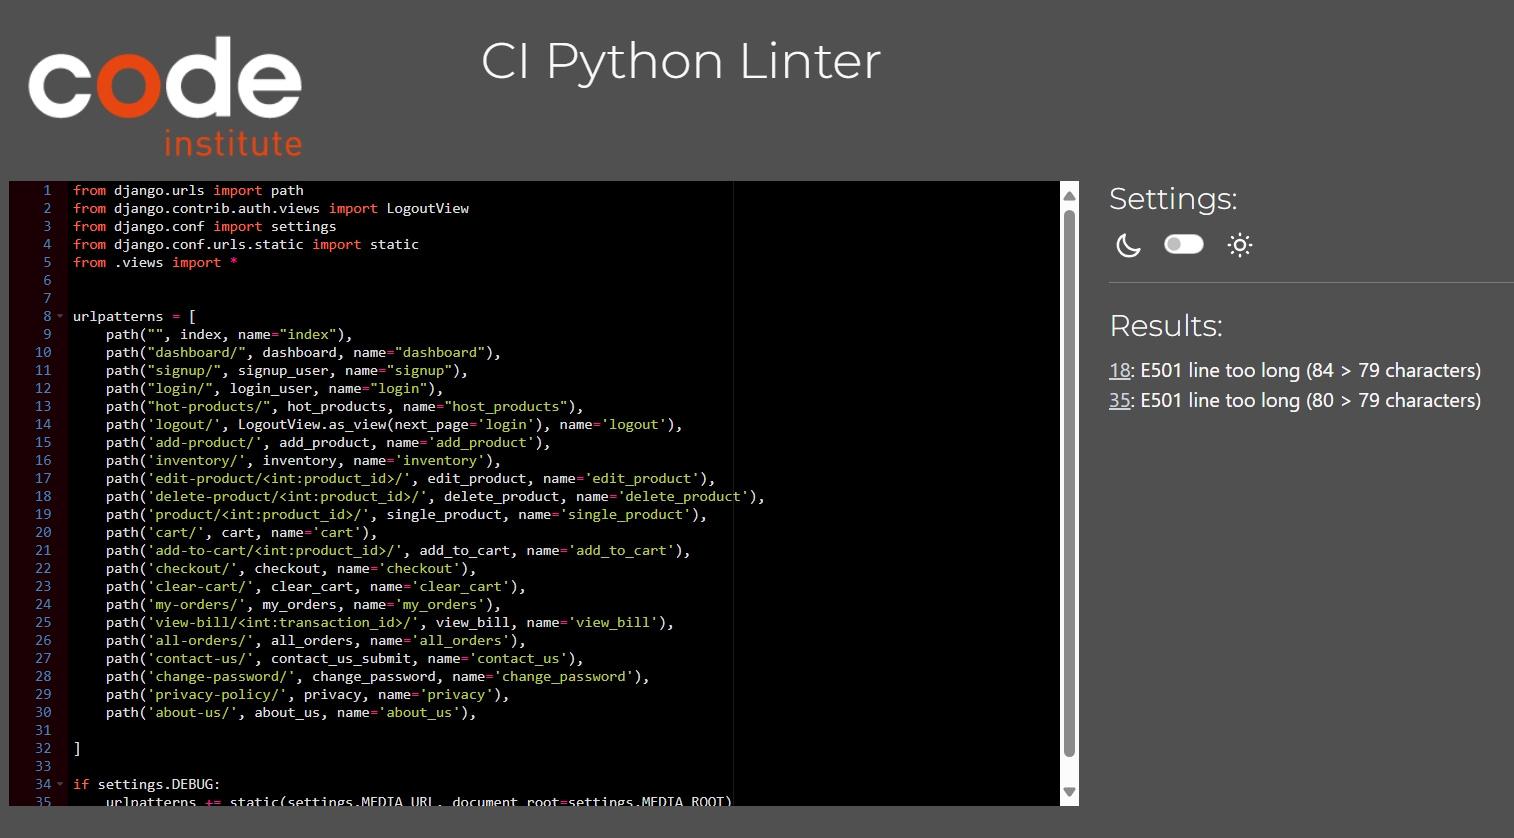 code
institute
CI Python Linter
1 from django.urls import path
2 from django.contrib.auth.views import LogoutView
3 from django.conf import settings
4 from django.conf.urls.static import static
5 from .views import *
6
7
8 urlpatterns = [
9     path("", index, name="index"),
10     path("dashboard/", dashboard, name="dashboard"),
11     path("signup/", signup_user, name="signup"),
12     path("login/", login_user, name="login"),
13     path("hot-products/", hot_products, name="host_products"),
14     path('logout/', LogoutView.as_view(next_page='login'), name='logout'),
15     path('add-product/', add_product, name='add_product'),
16     path('inventory/', inventory, name='inventory'),
17     path('edit-product/<int:product_id>/', edit_product, name='edit_product'),
18     path('delete-product/<int:product_id>/', delete_product, name='delete_product'),
19     path('product/<int:product_id>/', single_product, name='single_product'),
20     path('cart/', cart, name='cart'),
21     path('add-to-cart/<int:product_id>/', add_to_cart, name='add_to_cart'),
22     path('checkout/', checkout, name='checkout'),
23     path('clear-cart/', clear_cart, name='clear_cart'),
24     path('my-orders/', my_orders, name='my_orders'),
25     path('view-bill/<int:transaction_id>/', view_bill, name='view_bill'),
26     path('all-orders/', all_orders, name='all_orders'),
27     path('contact-us/', contact_us_submit, name='contact_us'),
28     path('change-password/', change_password, name='change_password'),
29     path('privacy-policy/', privacy, name='privacy'),
30     path('about-us/', about_us, name='about_us'),
31
32 ]
33
34 if settings.DEBUG:
35     urlpatterns += static(settings.MEDIA_URL, document_root=settings.MEDIA_ROOT)
Settings:
Results:
18: E501 line too long (84 > 79 characters)
35: E501 line too long (80 > 79 characters)